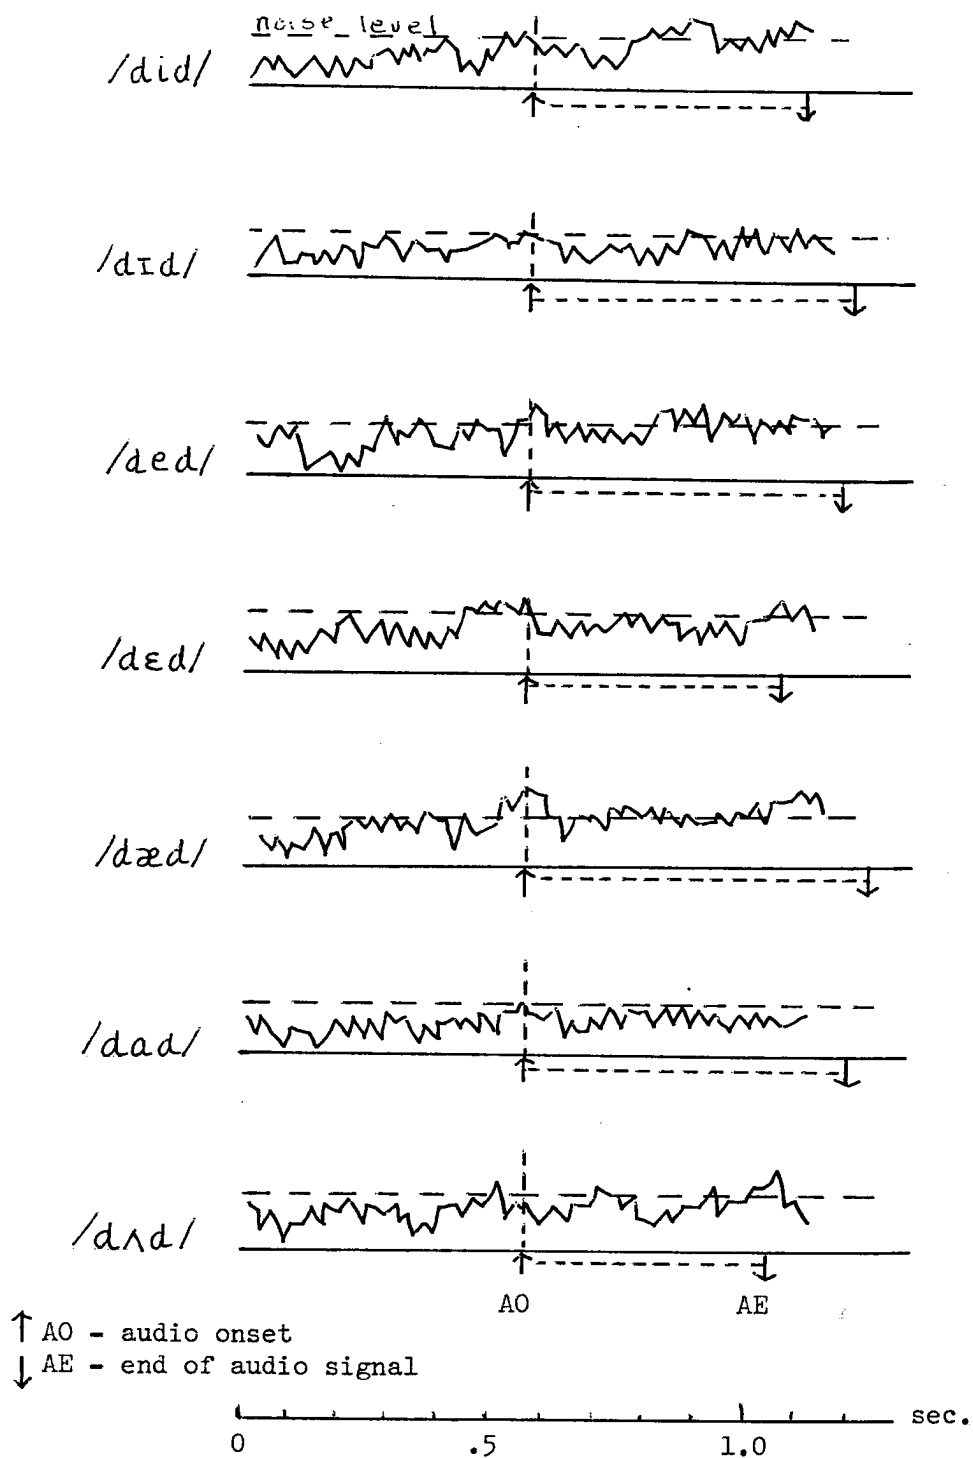 noise level
/did/
/dɪd/
/ded/
/dɛd/
/dæd/
/dad/
/dʌd/
AO AE
↑ AO - audio onset
↓ AE - end of audio signal
sec.
0 .5 1.0